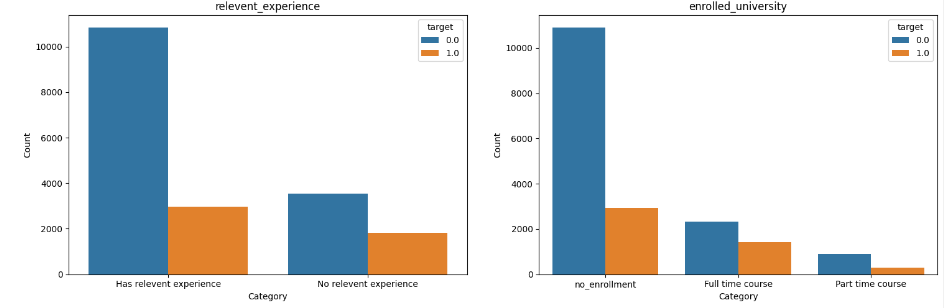 relevent_experience
target
0.0
1.0
10000
8000
6000
4000
2000
0
Count
Has relevent experience
No relevent experience
Category
enrolled_university
target
0.0
1.0
10000
8000
6000
4000
2000
0
Count
no_enrollment
Full time course
Part time course
Category